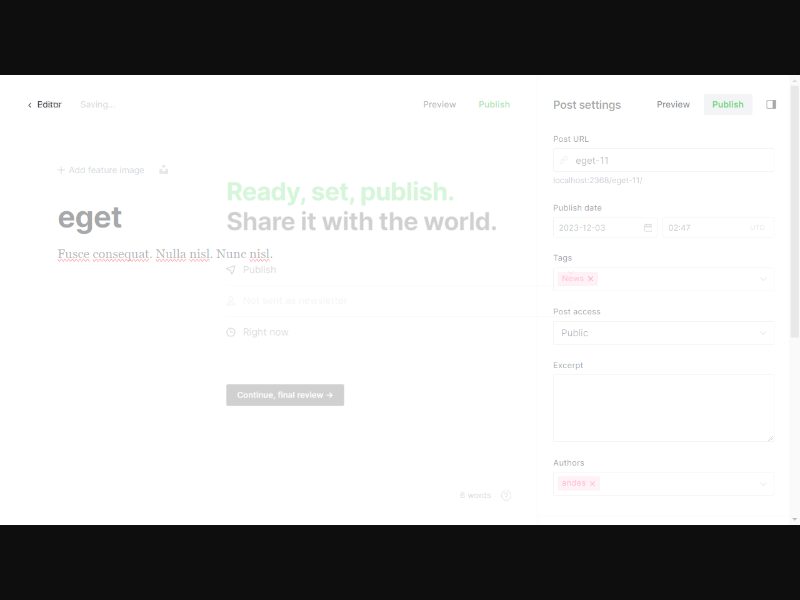 Editor Saving... Preview Publish
Post settings Preview Publish
Add feature image
eget
Fusce consequat. Nulla nisl. Nunc nisl.
Ready, set, publish.
Share it with the world.
Publish
Not sent as newsletter
Right now
Continue, final review →
6 words
Post URL
eget-11
localhost:2368/eget-11/
Publish date
2023-12-03 02:47 UTC
Tags
News ×
Post access
Public
Excerpt
Authors
andas ×